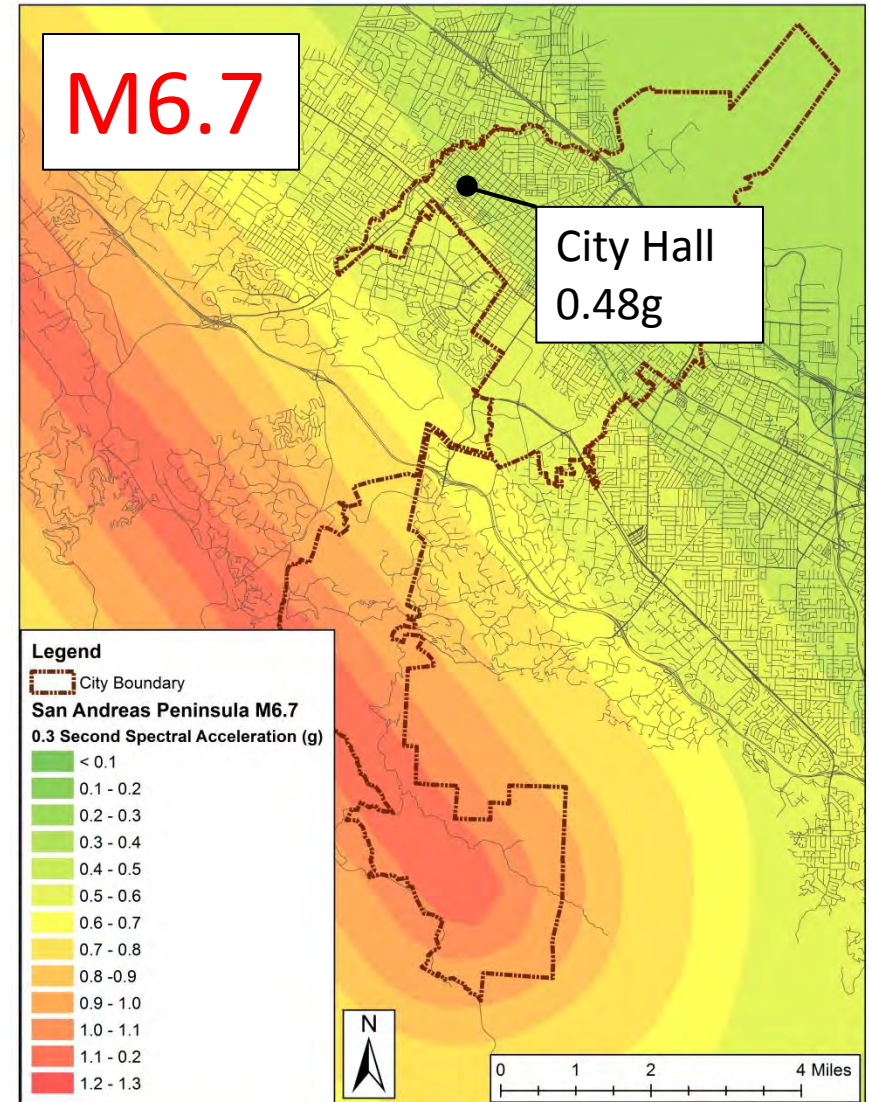 M6.7
City Hall
0.48g
Legend
City Boundary
San Andreas Peninsula M6.7
0.3 Second Spectral Acceleration (g)
< 0.1
0.1 - 0.2
0.2 - 0.3
0.3 - 0.4
0.4 - 0.5
0.5 - 0.6
0.6 - 0.7
0.7 - 0.8
0.8 -0.9
0.9 - 1.0
1.0 - 1.1
1.1 - 0.2
1.2 - 1.3
N
0 1 2 4 Miles